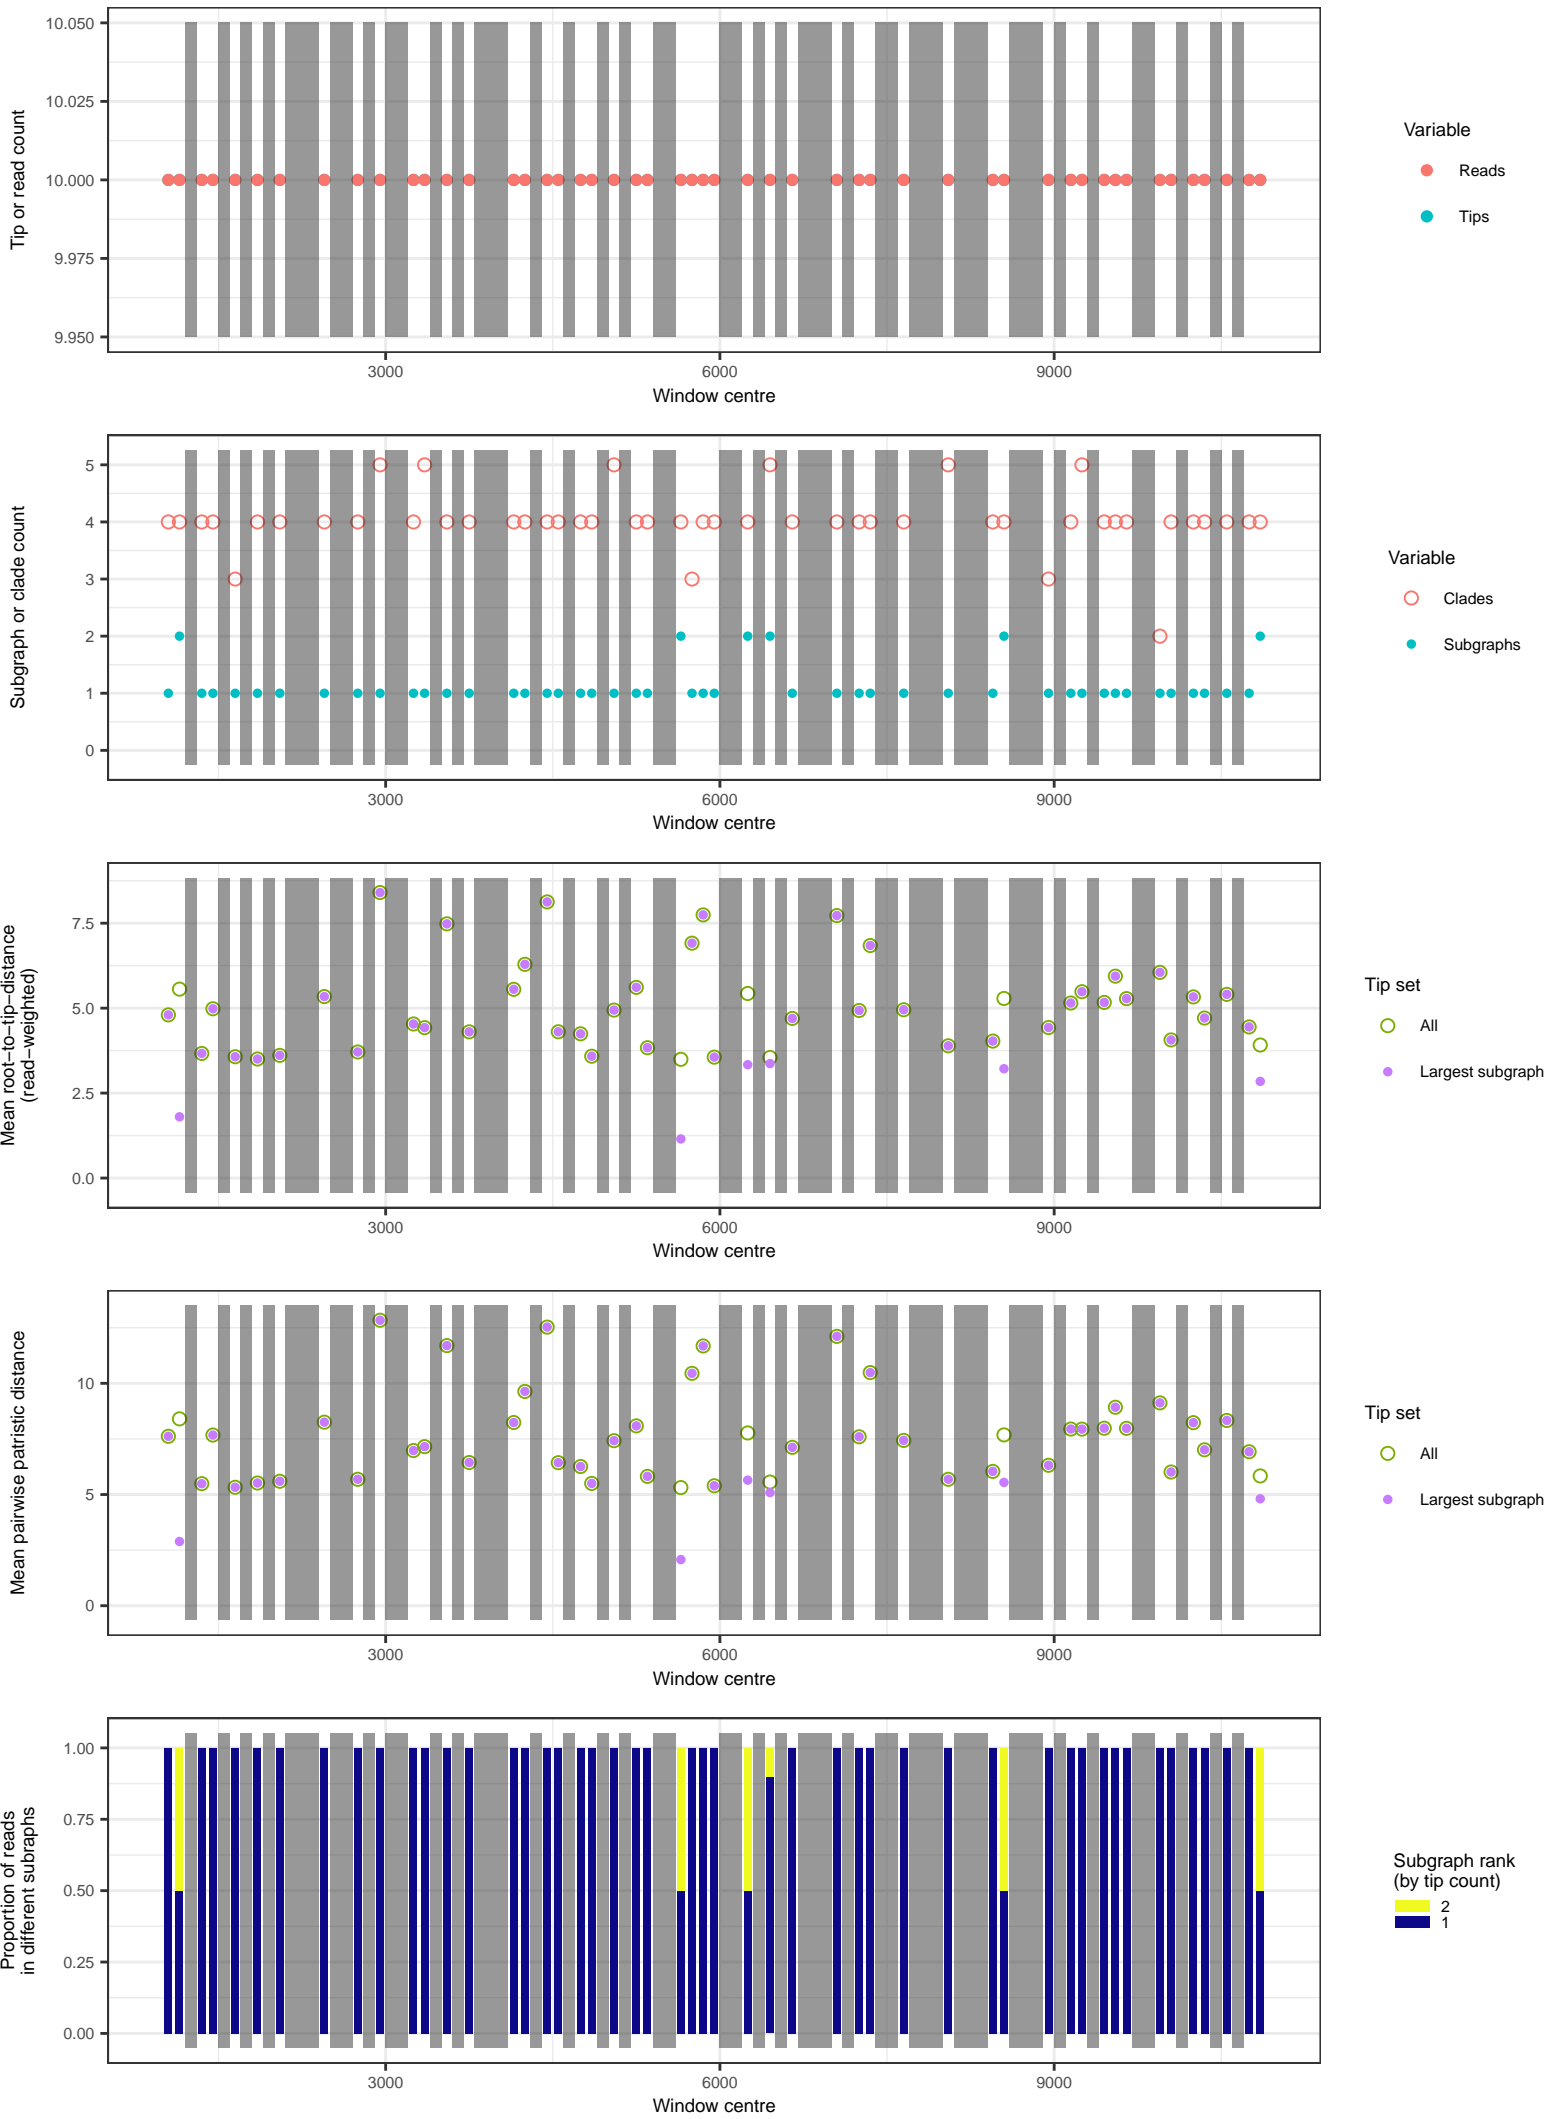 10.050
10.025
10.000
9.975
9.950
Tip or read count
3000 6000 9000
Window centre
Variable
Reads
Tips
5
4
3
2
1
0
Subgraph or clade count
3000 6000 9000
Window centre
Variable
Clades
Subgraphs
7.5
5.0
2.5
0.0
Mean root−to−tip−distance
(read−weighted)
3000 6000 9000
Window centre
Tip set
All
Largest subgraph
10
5
0
Mean pairwise patristic distance
3000 6000 9000
Window centre
Tip set
All
Largest subgraph
1.00
0.75
0.50
0.25
0.00
Proportion of reads
in different subraphs
3000 6000 9000
Window centre
Subgraph rank
(by tip count)
2
1